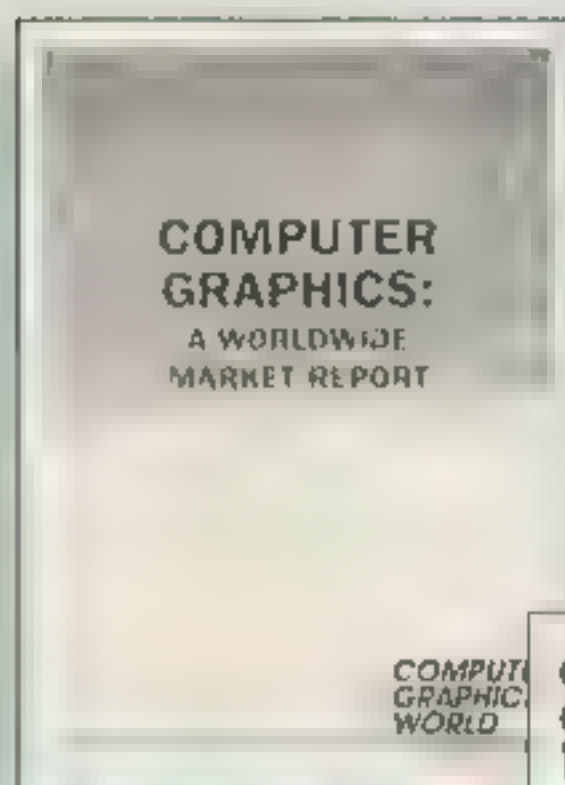 COMPUTER
GRAPHICS:
A WORLDWIDE
MARKET REPORT
COMPUT
GRAPHIC
WORLD